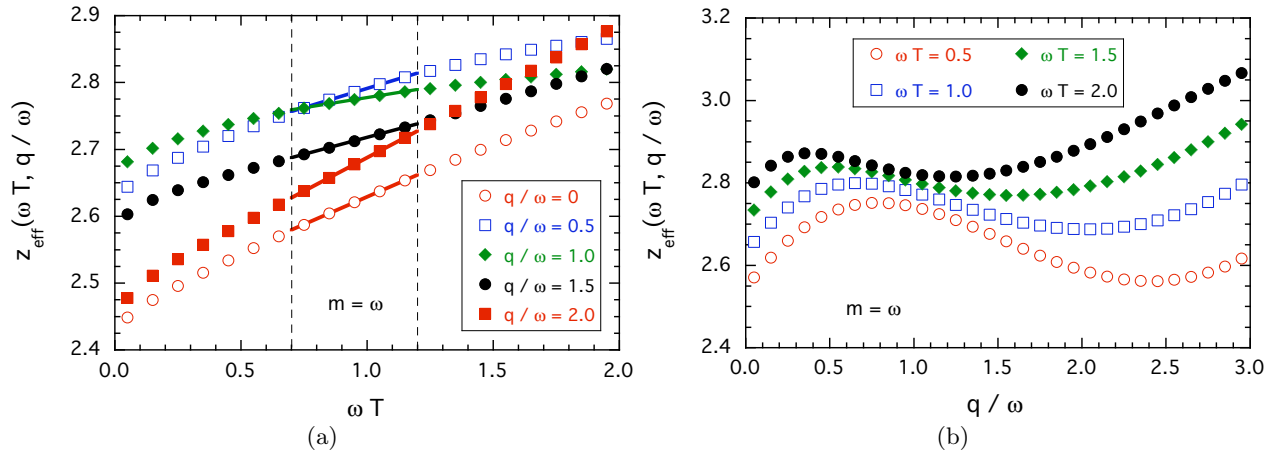 z_eff(ω T, q / ω)
2.9
2.8
2.7
2.6
2.5
2.4
0.0
0.5
1.0
1.5
2.0
ω T
q / ω = 0
q / ω = 0.5
q / ω = 1.0
q / ω = 1.5
q / ω = 2.0
m = ω
(a)
z_eff(ω T, q / ω)
3.2
3.0
2.8
2.6
2.4
0.0
0.5
1.0
1.5
2.0
2.5
3.0
q / ω
ω T = 0.5
ω T = 1.5
ω T = 1.0
ω T = 2.0
m = ω
(b)